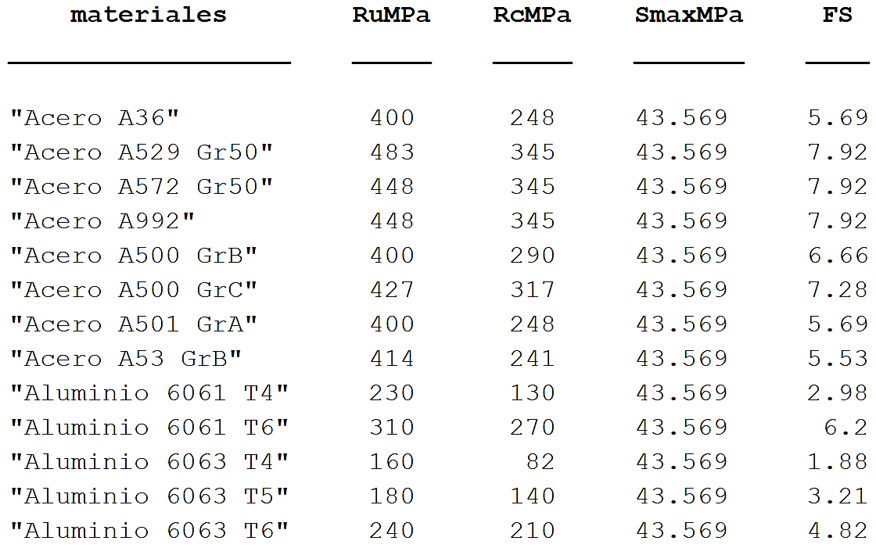 materiales RuMPa RcMPa SmaxMPa FS
"Acero A36" 400 248 43.569 5.69
"Acero A529 Gr50" 483 345 43.569 7.92
"Acero A572 Gr50" 448 345 43.569 7.92
"Acero A992" 448 345 43.569 7.92
"Acero A500 GrB" 400 290 43.569 6.66
"Acero A500 GrC" 427 317 43.569 7.28
"Acero A501 GrA" 400 248 43.569 5.69
"Acero A53 GrB" 414 241 43.569 5.53
"Aluminio 6061 T4" 230 130 43.569 2.98
"Aluminio 6061 T6" 310 270 43.569 6.2
"Aluminio 6063 T4" 160 82 43.569 1.88
"Aluminio 6063 T5" 180 140 43.569 3.21
"Aluminio 6063 T6" 240 210 43.569 4.82